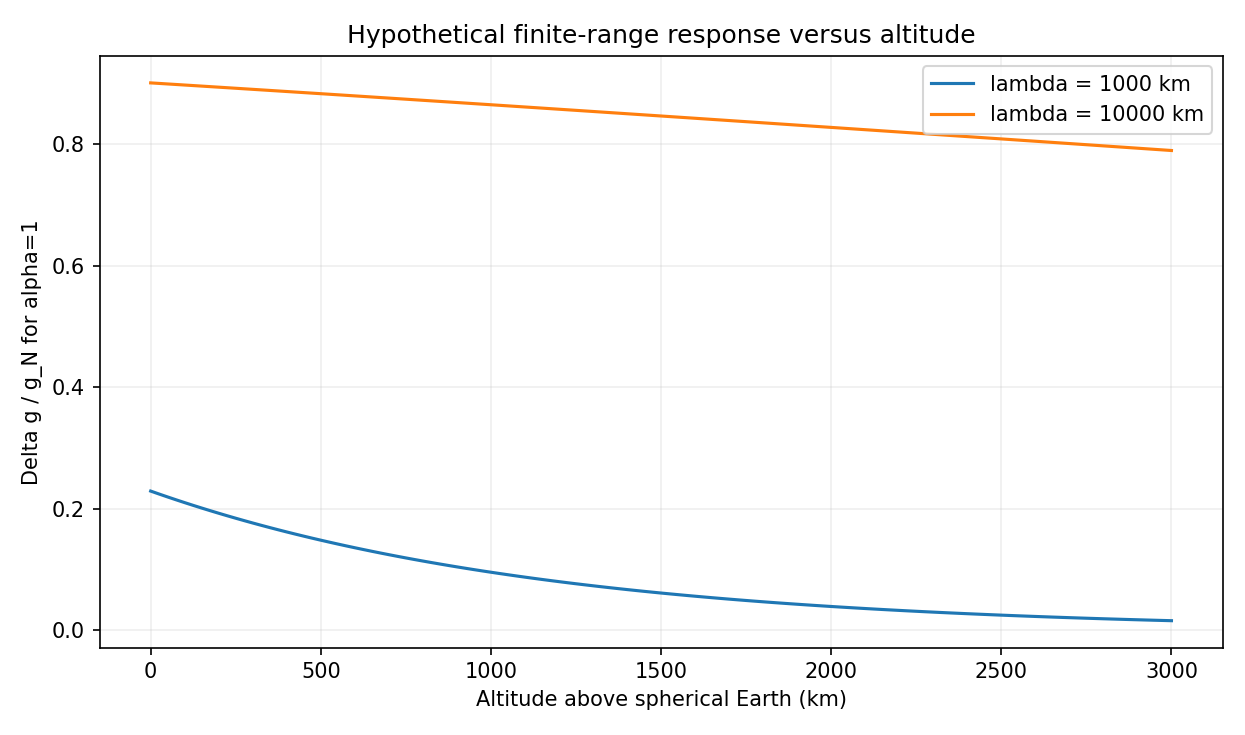 Hypothetical finite-range response versus altitude
lambda = 1000 km
lambda = 10000 km
Delta g / g_N for alpha=1
0.8
0.6
0.4
0.2
0.0
0 500 1000 1500 2000 2500 3000
Altitude above spherical Earth (km)